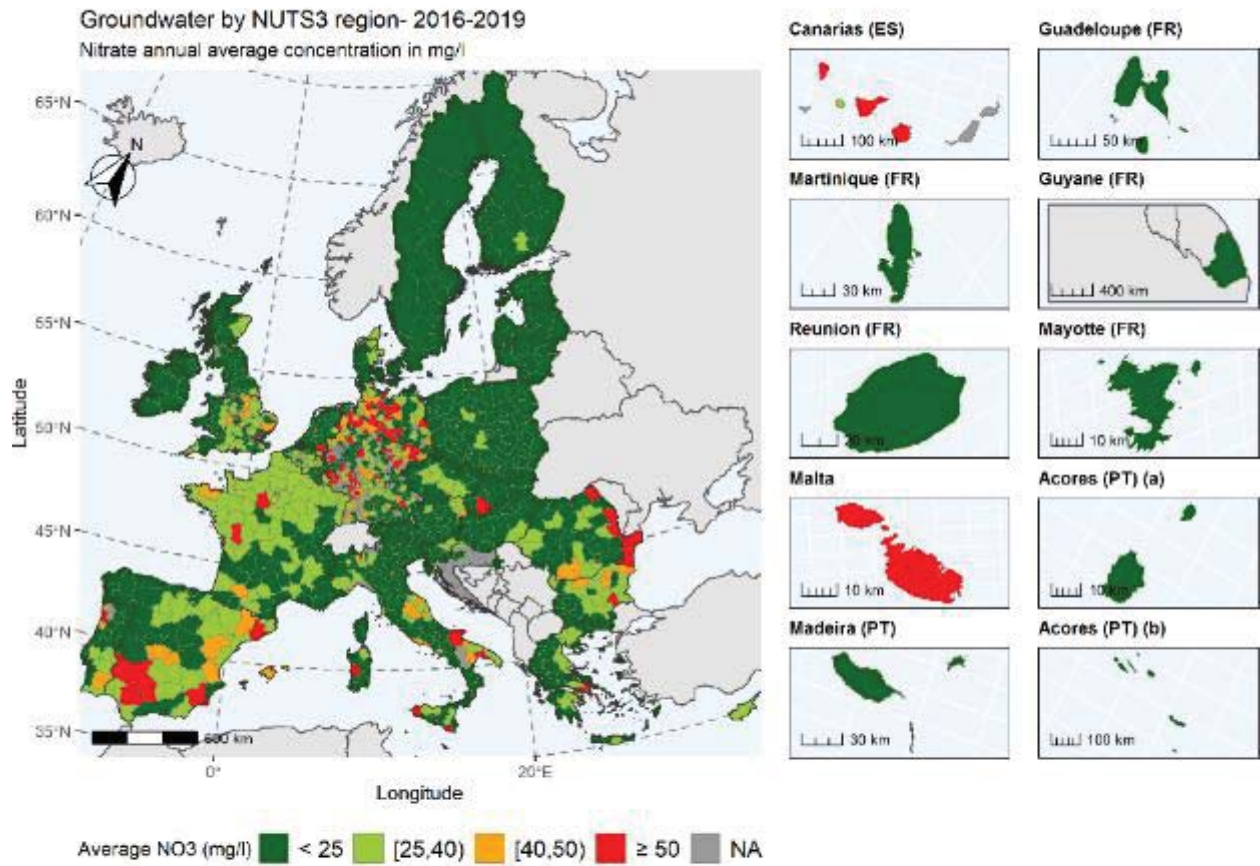 Groundwater by NUTS3 region- 2016-2019
Nitrate annual average concentration in mg/l
65°N
60°N
55°N
50°N
45°N
40°N
35°N
Latitude
N
km
0°
20°E
Longitude
Canarias (ES)
100 km
Guadeloupe (FR)
50 km
Martinique (FR)
30 km
Guyane (FR)
400 km
Reunion (FR)
km
Mayotte (FR)
10 km
Malta
10 km
Acores (PT) (a)
10 km
Madeira (PT)
30 km
Acores (PT) (b)
100 km
Average NO3 (mg/l) < 25 [25,40) [40,50) ≥ 50 NA